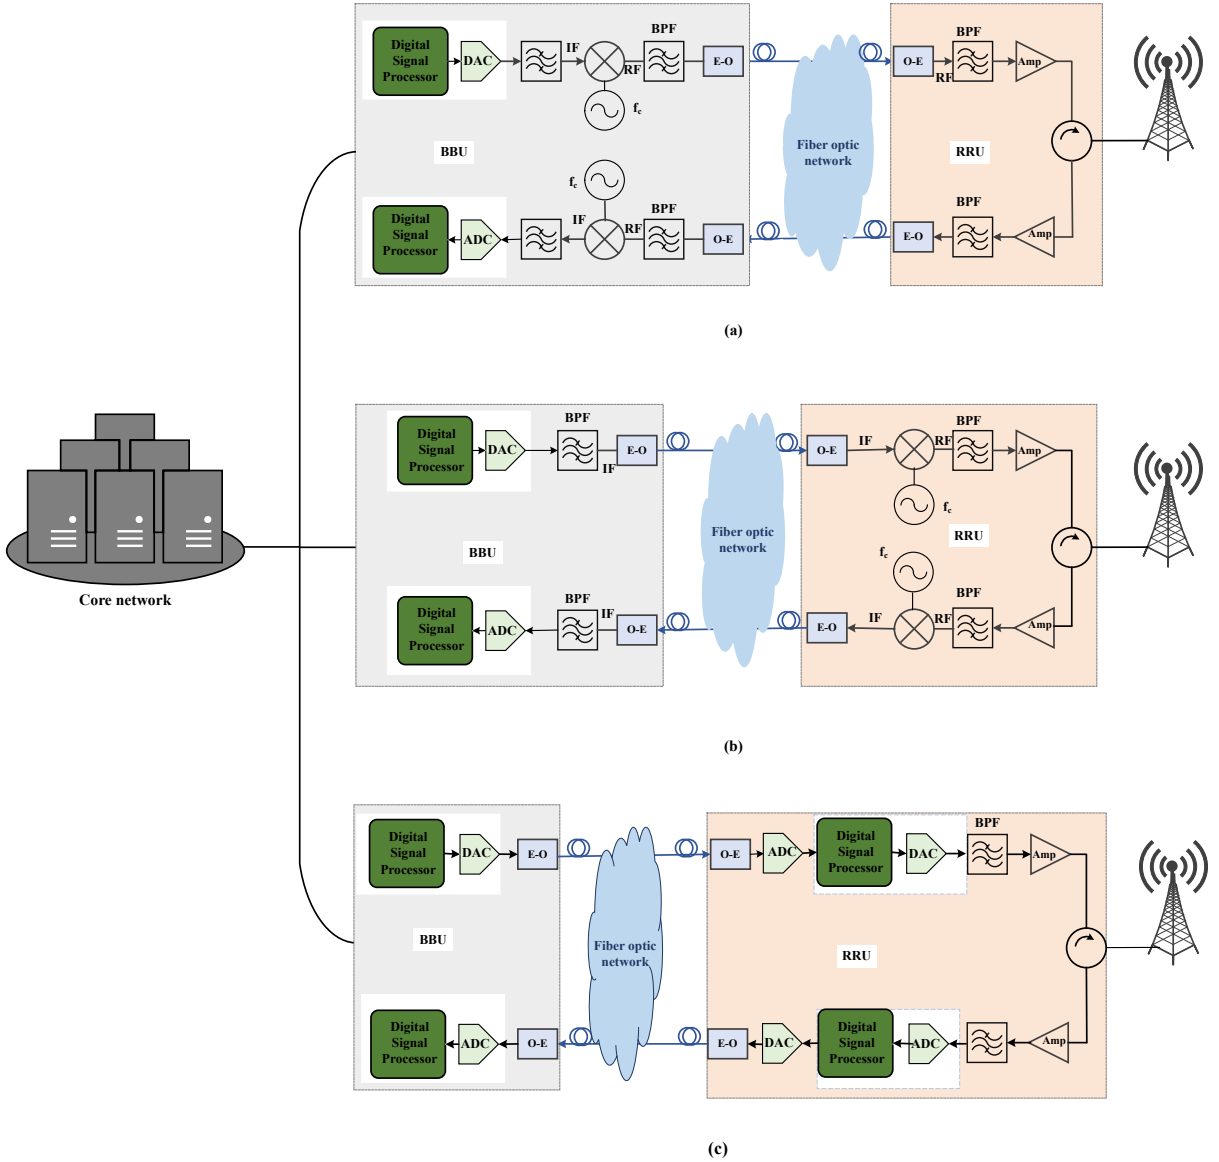 BPF
BPF
Digital
Signal
Processor
DAC
IF
RF
E-O
O-E
RF
Amp
fc
BBU
Fiber optic
network
RRU
fc
BPF
BPF
Digital
Signal
Processor
ADC
IF
RF
O-E
E-O
Amp
(a)
BPF
BPF
Digital
Signal
Processor
DAC
IF
E-O
O-E
IF
RF
Amp
fc
Fiber optic
network
BBU
RRU
fc
BPF
BPF
Digital
Signal
Processor
ADC
IF
O-E
E-O
IF
RF
Amp
Core network
(b)
BPF
Digital
Signal
Processor
DAC
E-O
O-E
ADC
Digital
Signal
Processor
DAC
Amp
BBU
Fiber optic
network
RRU
Digital
Signal
Processor
ADC
O-E
E-O
DAC
Digital
Signal
Processor
ADC
Amp
(c)